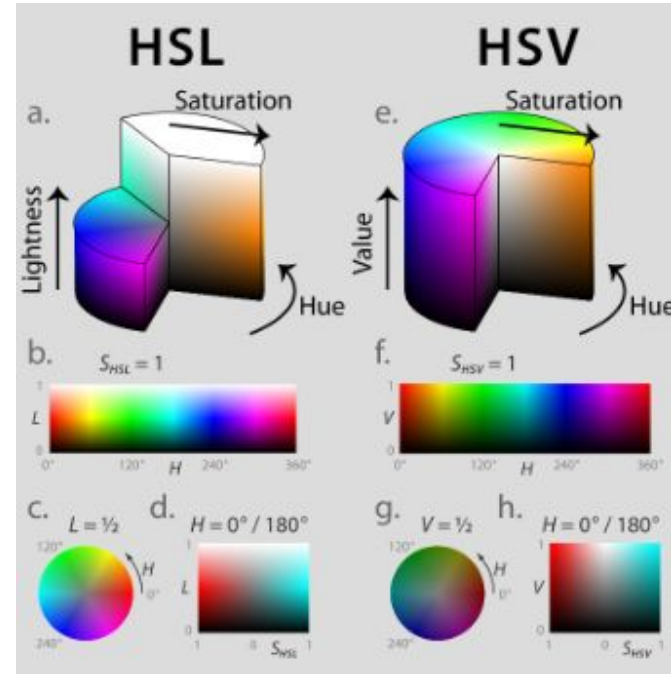 HSL
HSV
a.
Saturation
Lightness
Hue
e.
Saturation
Value
Hue
b.
S_HSL = 1
1
L
0
0°
120°
H
240°
360°
f.
S_HSV = 1
1
V
0
0°
120°
H
240°
360°
c.
L = ½
120°
H
0°
240°
d.
H = 0° / 180°
1
L
0
1
0
S_HSL
1
g.
V = ½
120°
H
0°
240°
h.
H = 0° / 180°
1
V
0
1
0
S_HSV
1